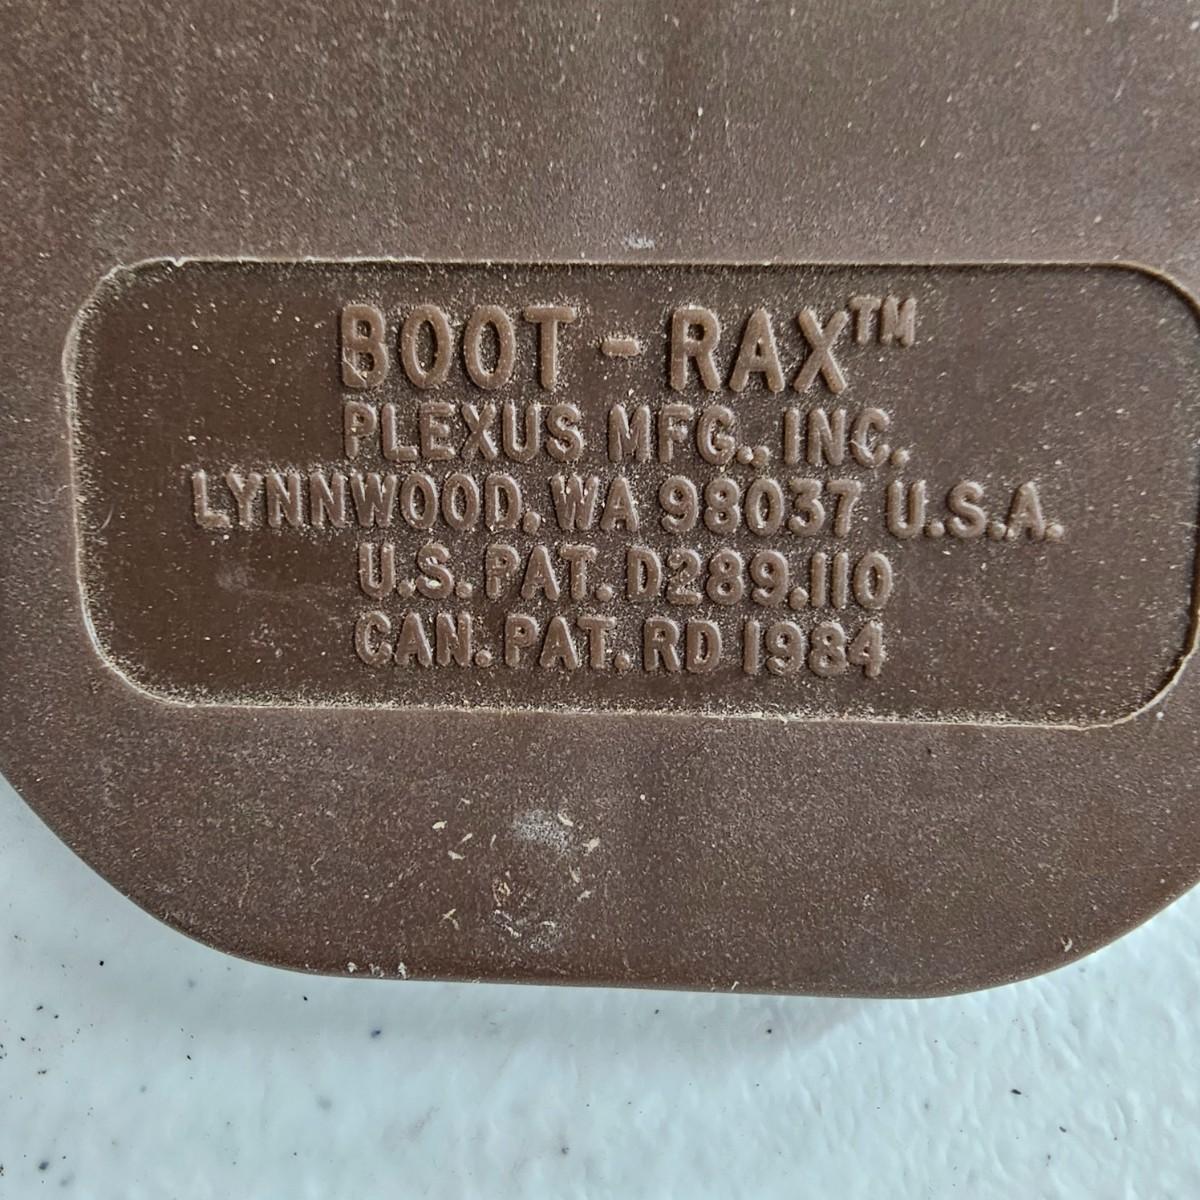 BOOT - RAX™
PLEXUS MFG., INC.
LYNNWOOD, WA 98037 U.S.A.
U.S. PAT. D289,110
CAN. PAT. RD 1984